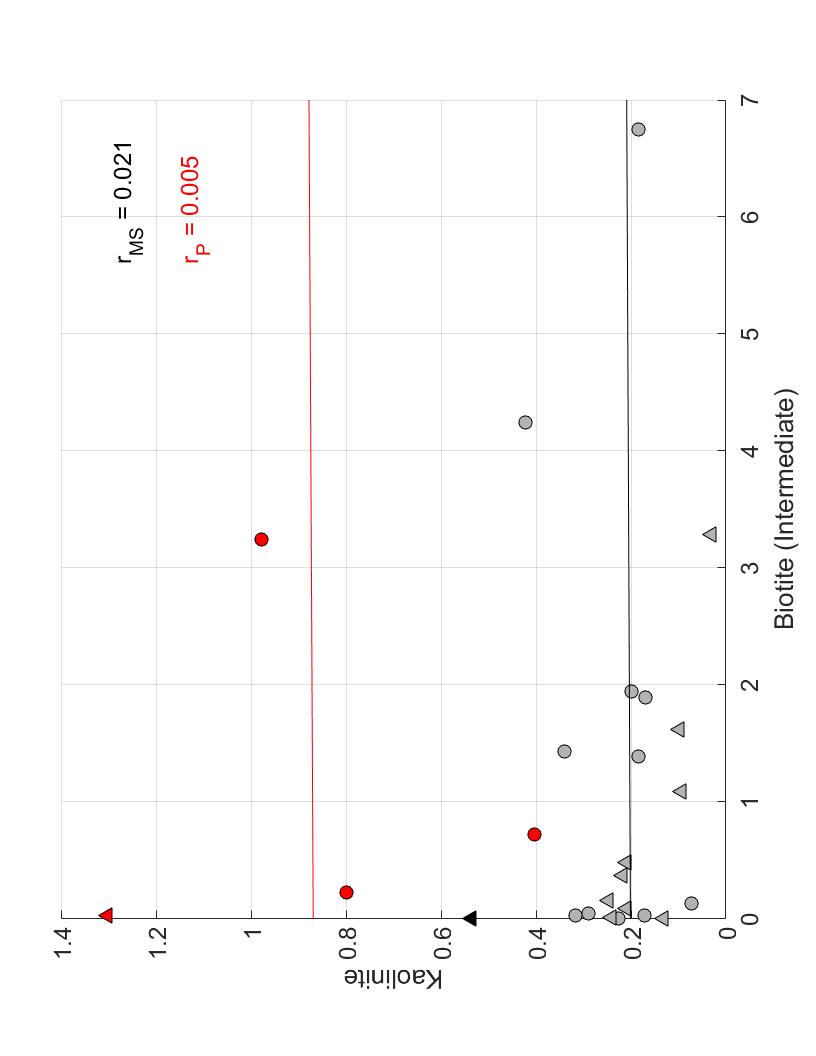 1.4
1.2
1
0.8
0.6
0.4
0.2
0
Kaolinite
r_MS = 0.021
r_P = 0.005
0 1 2 3 4 5 6 7
Biotite (Intermediate)